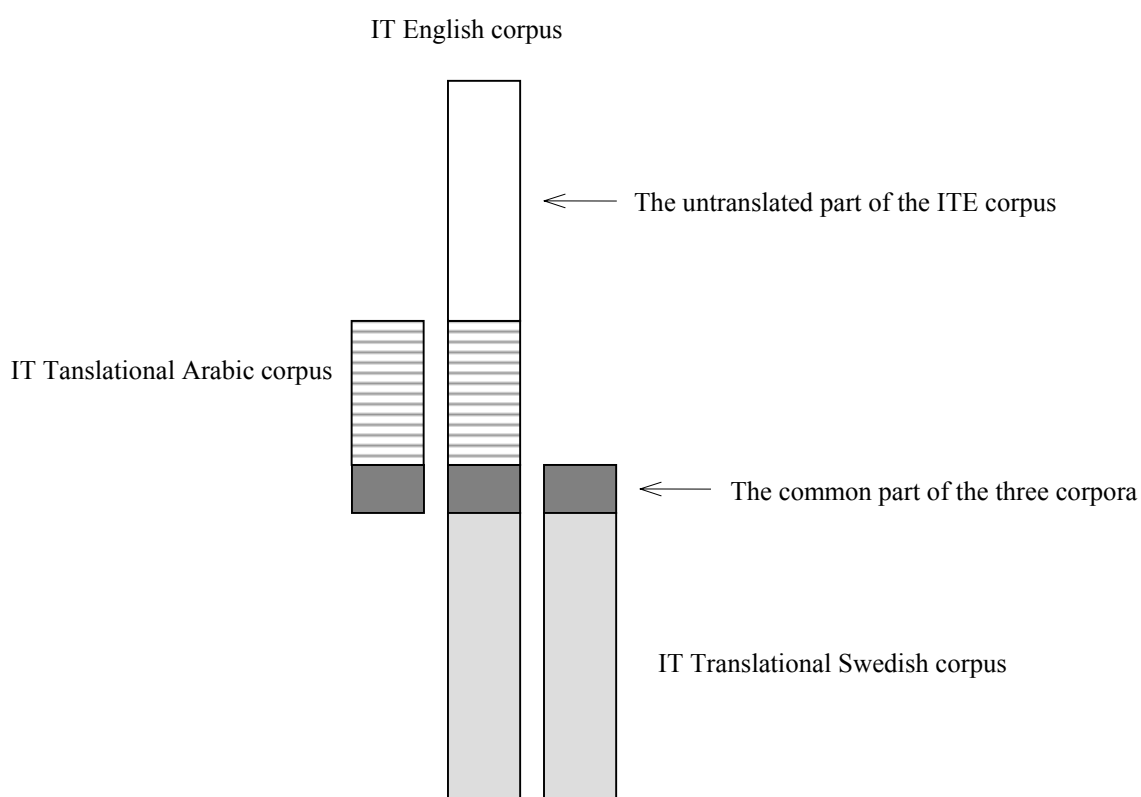 IT English corpus
The untranslated part of the ITE corpus
IT Tanslational Arabic corpus
The common part of the three corpora
IT Translational Swedish corpus